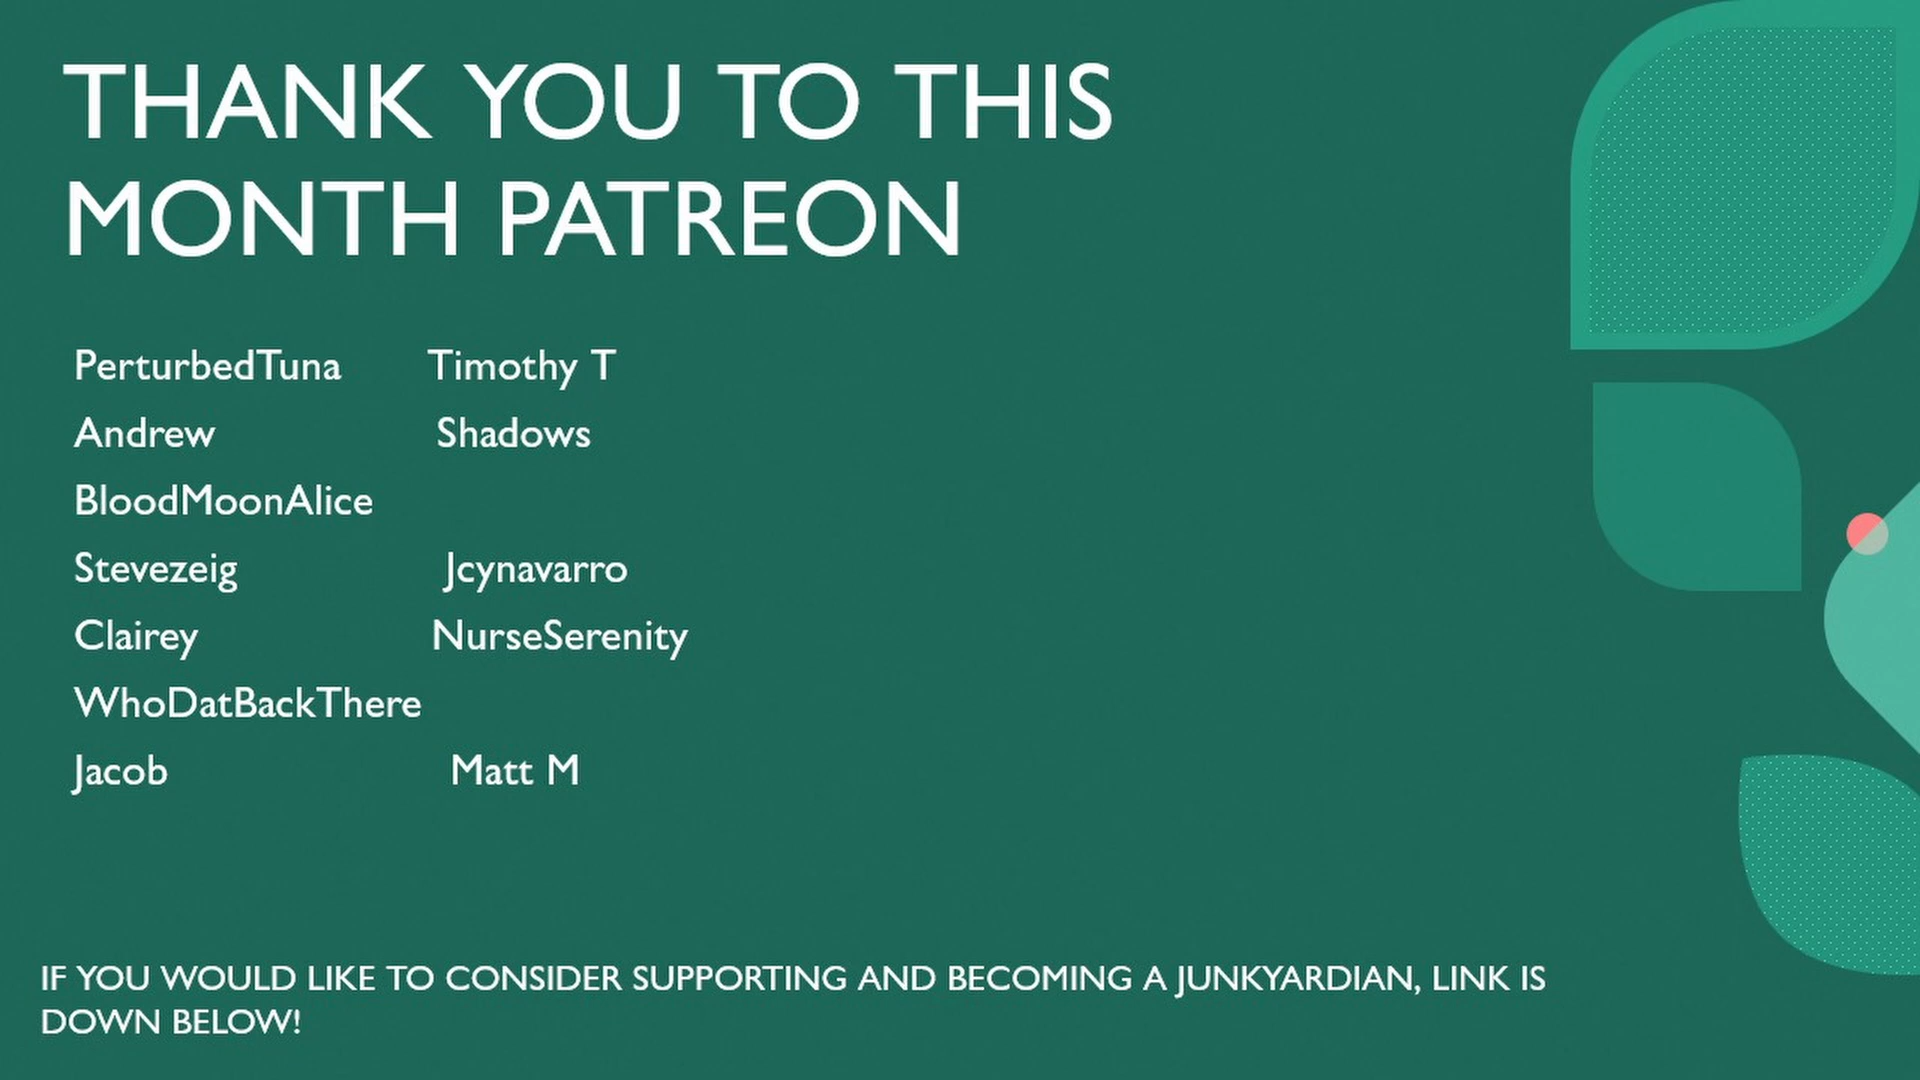 THANK YOU TO THIS
MONTH PATREON
PerturbedTuna Timothy T
Andrew Shadows
BloodMoonAlice
Stevezeig Jcynavarro
Clairey NurseSerenity
WhoDatBackThere
Jacob Matt M
IF YOU WOULD LIKE TO CONSIDER SUPPORTING AND BECOMING A JUNKYARDIAN, LINK IS
DOWN BELOW!